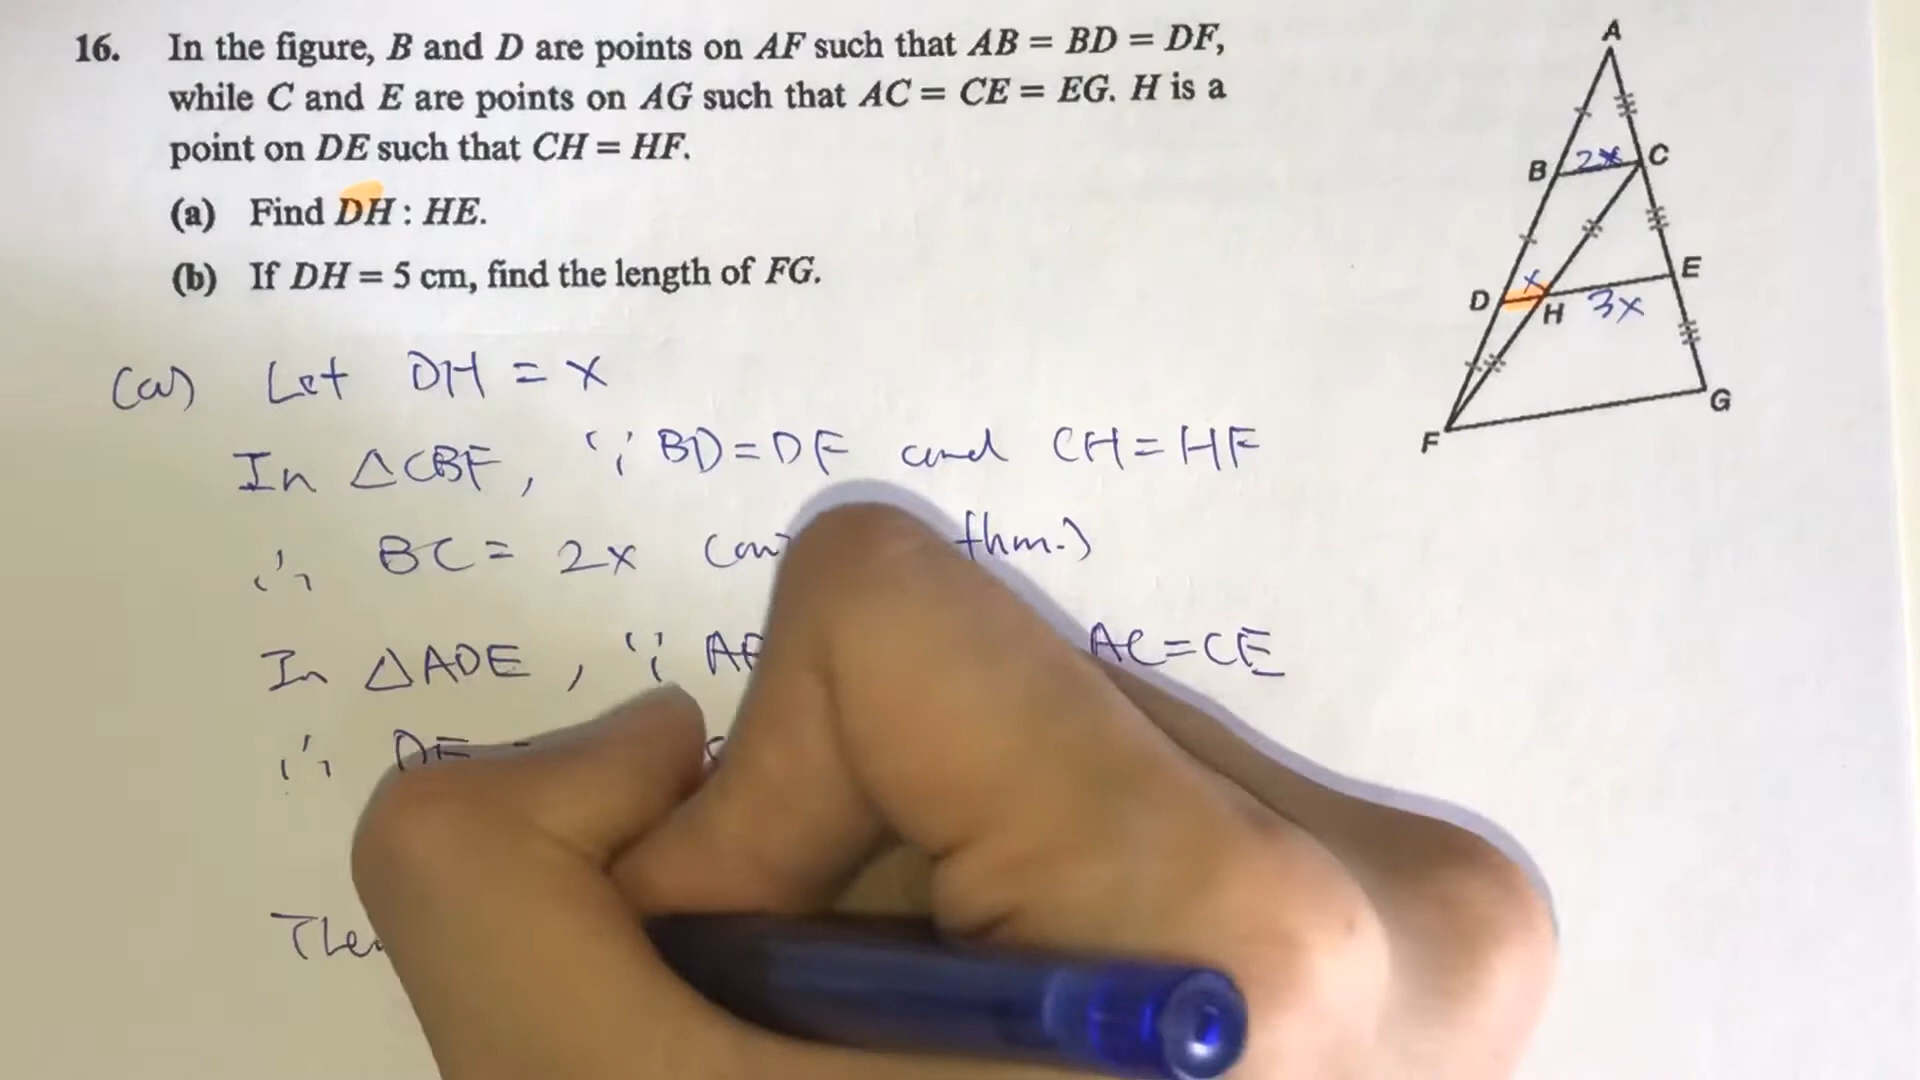 16. In the figure, B and D are points on AF such that AB = BD = DF,
while C and E are points on AG such that AC = CE = EG. H is a
point on DE such that CH = HF.
(a) Find DH : HE.
(b) If DH = 5 cm, find the length of FG.
A
B 2x C
D x H 3x E
F G
(a) Let DH = x
In △CBF, ∵ BD = DF and CH = HF
∴ BC = 2x thm.)
In △ADE, ∵ AC = CE
∴ DE =